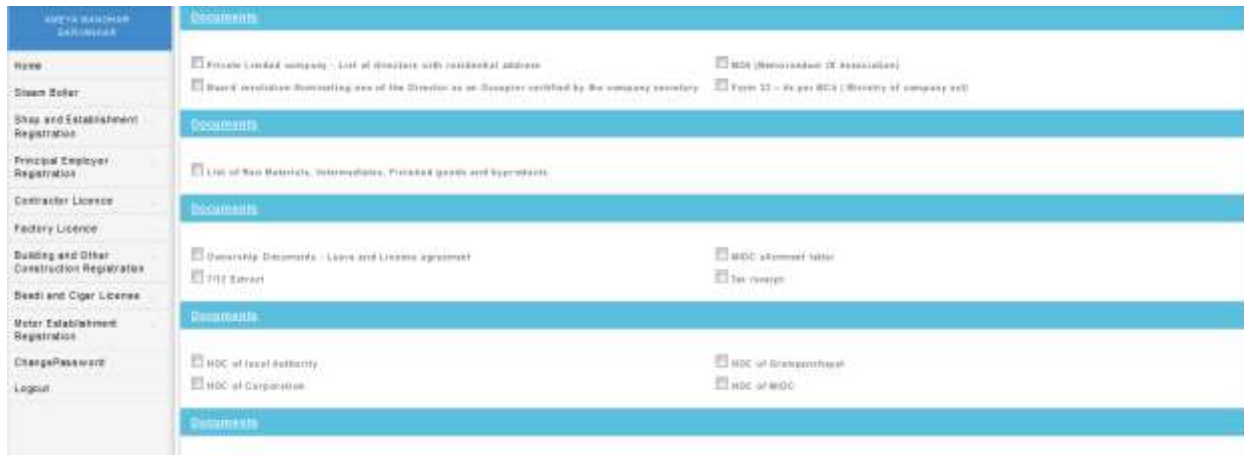 AMEYA MANOHAR
Home
Steam Boiler
Shop and Establishment
Registration
Principal Employer
Registration
Contractor Licence
Factory Licence
Building and Other
Construction Registration
Beedi and Cigar License
Motor Establishment
Registration
ChangePassword
Logout
Documents
Private Limited company - List of directors with residential address
MOA (Memorandum Of Association)
Board resolution Nominating one of the Director as an Occupier certified by the company secretary
Form 32 - As per MCA ( Ministry of company act)
Documents
List of Raw Materials, Intermediates, Finished goods and byproducts
Documents
Ownership Documents - Leave and License agreement
MIDC allotment letter
7/12 Extract
Tax receipt
Documents
NOC of local Authority
NOC of Grampanchayat
NOC of Corporation
NOC of MIDC
Documents